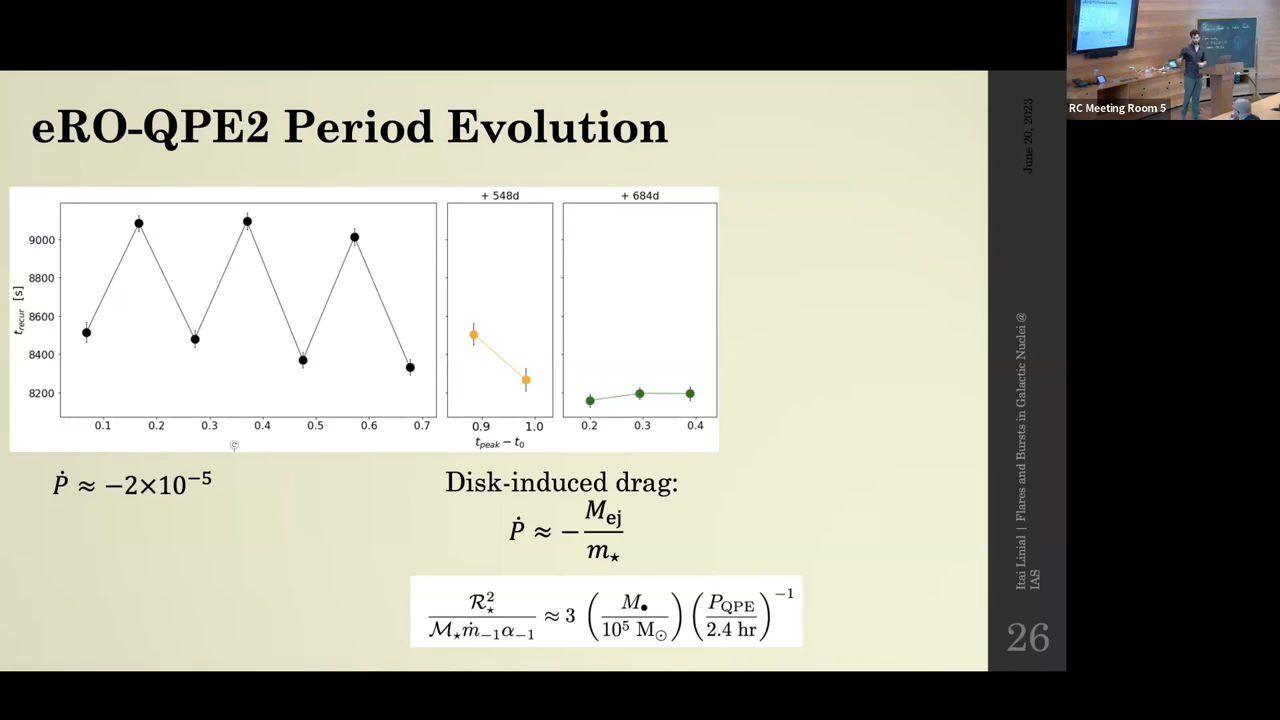 RC Meeting Room 5
eRO-QPE2 Period Evolution
+ 548d
+ 684d
9000
8800
8600
8400
8200
t_recur [s]
0.1 0.2 0.3 0.4 0.5 0.6 0.7
0.9 1.0
0.2 0.3 0.4
t_peak − t_0
Ṗ ≈ −2×10⁻⁵
Disk-induced drag:
Ṗ ≈ − M_ej / m_⋆
ℛ_⋆² / (ℳ_⋆ ṁ_−1 α_−1) ≈ 3 (M_• / 10⁵ M_⊙) (P_QPE / 2.4 hr)⁻¹
June 20, 2023
Itai Linial | Flares and Bursts in Galactic Nuclei @
IAS
26